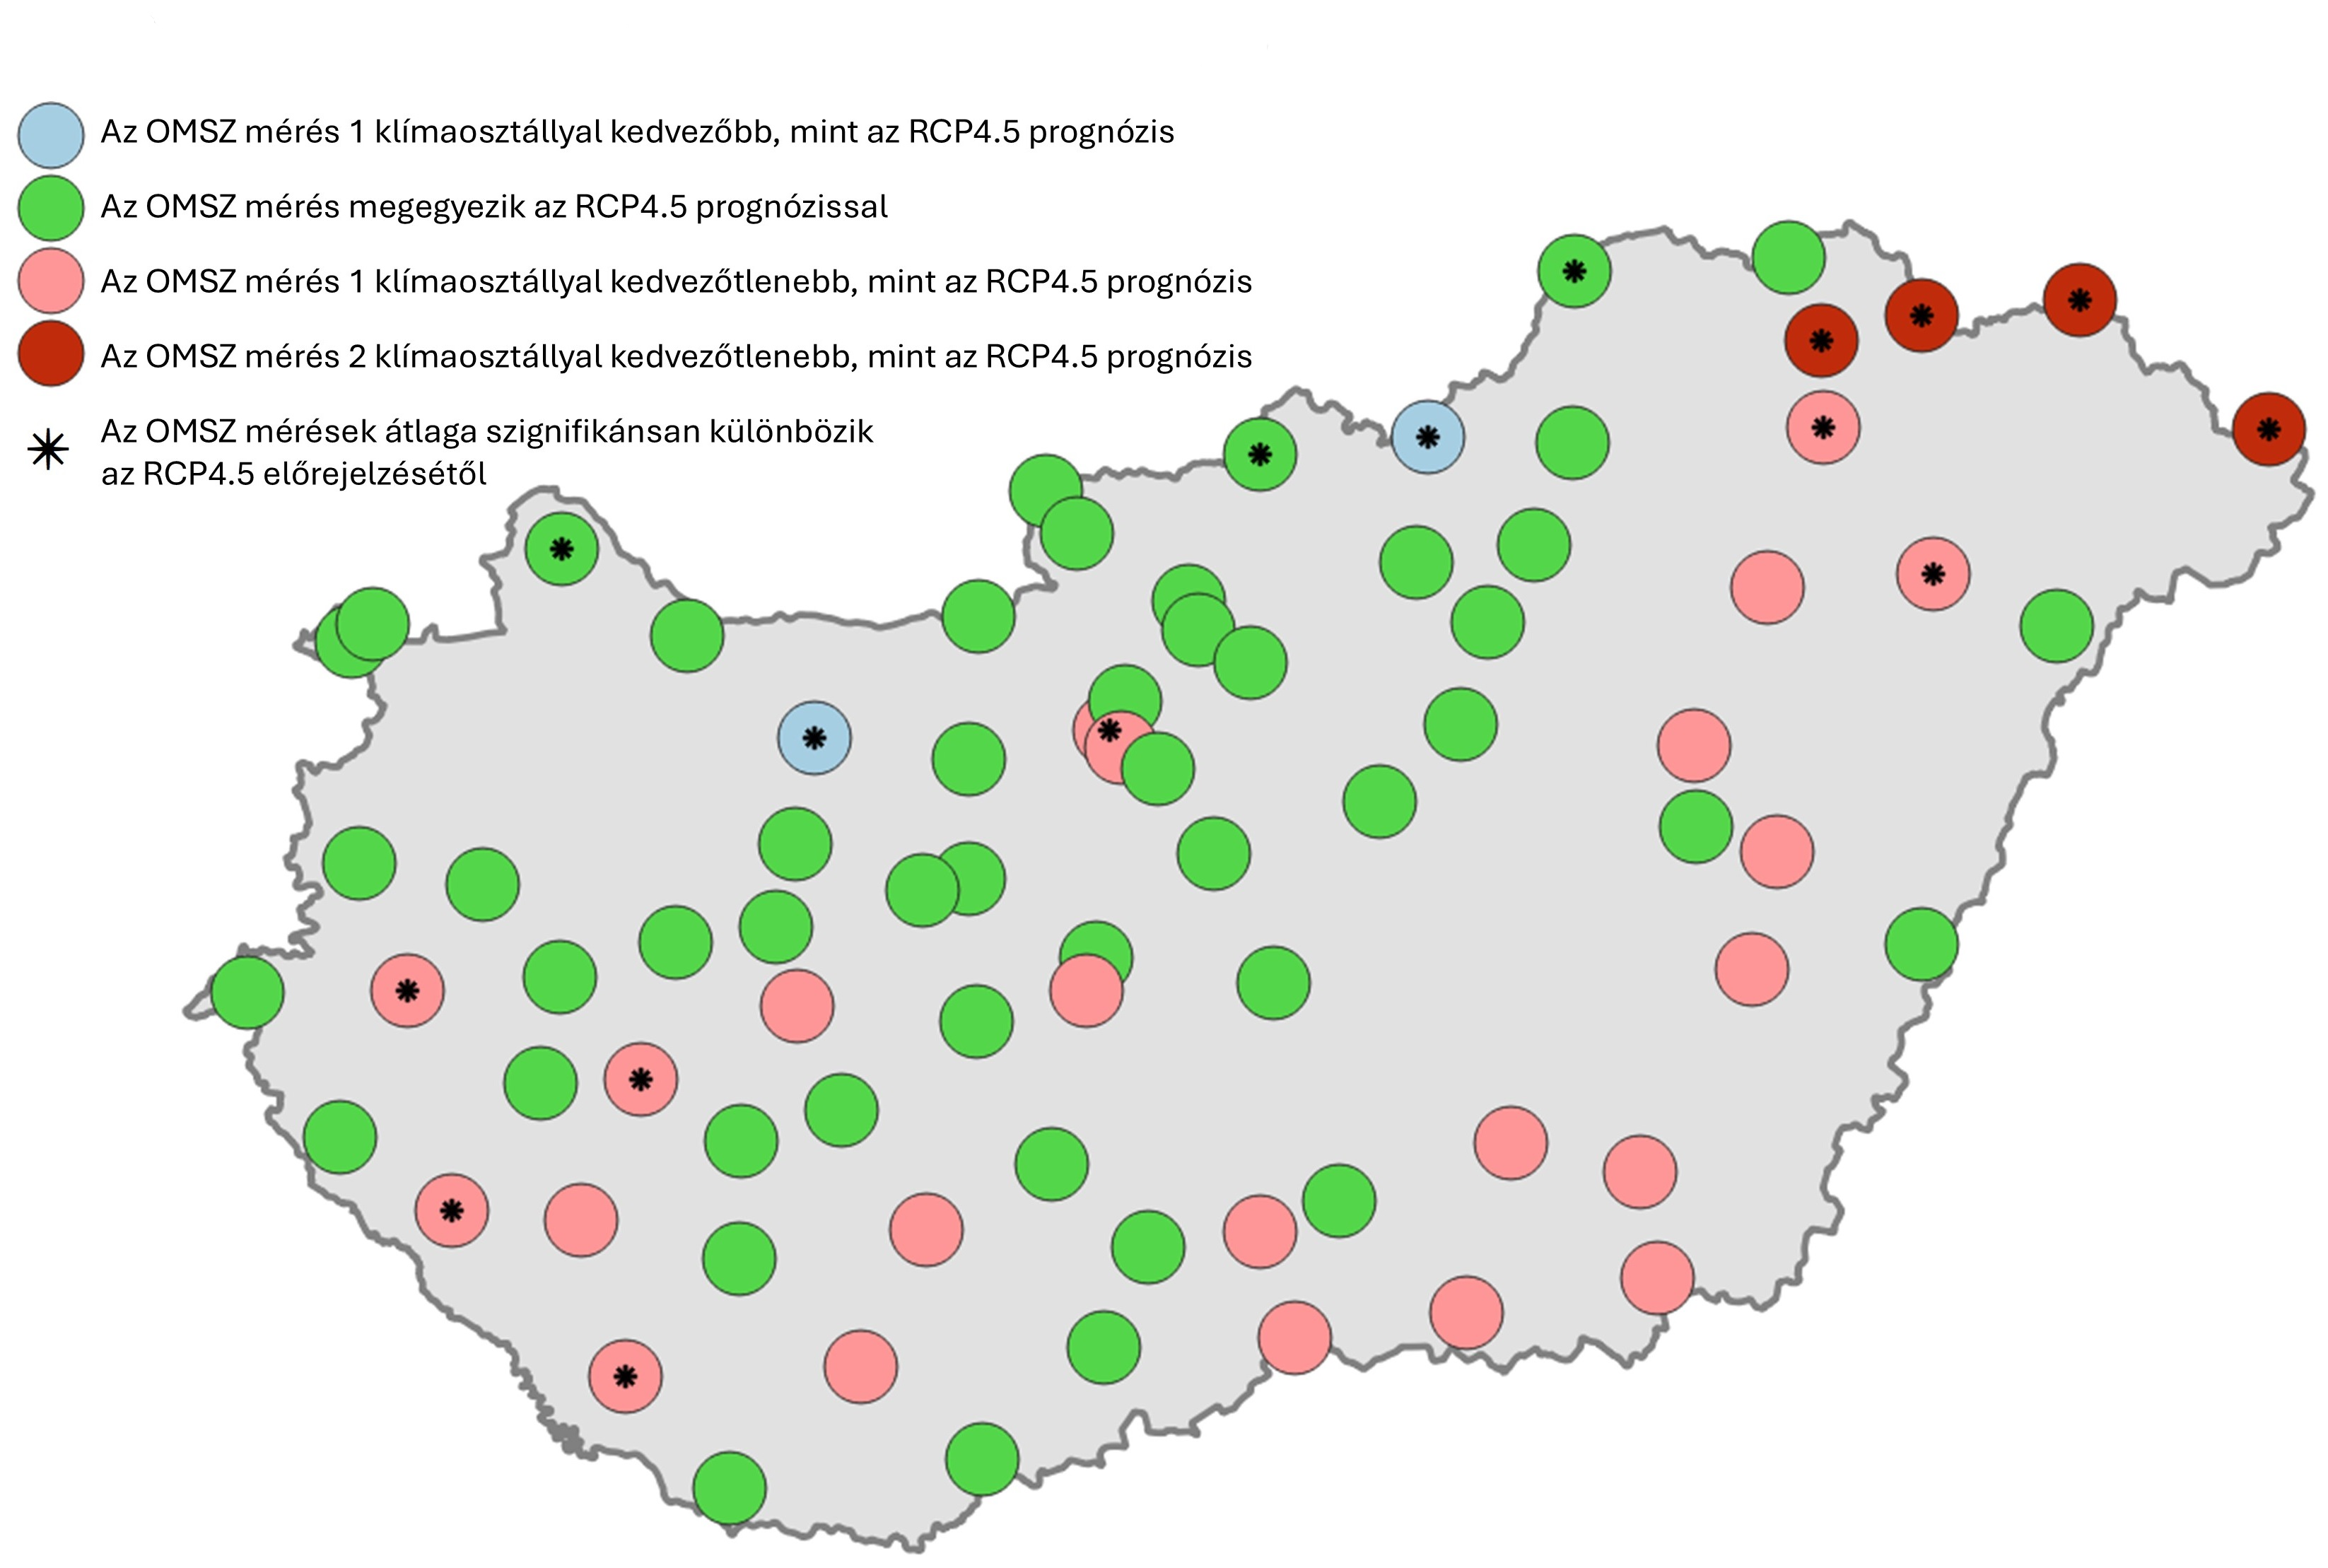 Az OMSZ mérés 1 klímaosztállyal kedvezőbb, mint az RCP4.5 prognózis
Az OMSZ mérés megegyezik az RCP4.5 prognózissal
Az OMSZ mérés 1 klímaosztállyal kedvezőtlenebb, mint az RCP4.5 prognózis
Az OMSZ mérés 2 klímaosztállyal kedvezőtlenebb, mint az RCP4.5 prognózis
Az OMSZ mérések átlaga szignifikánsan különbözik
az RCP4.5 előrejelzésétől